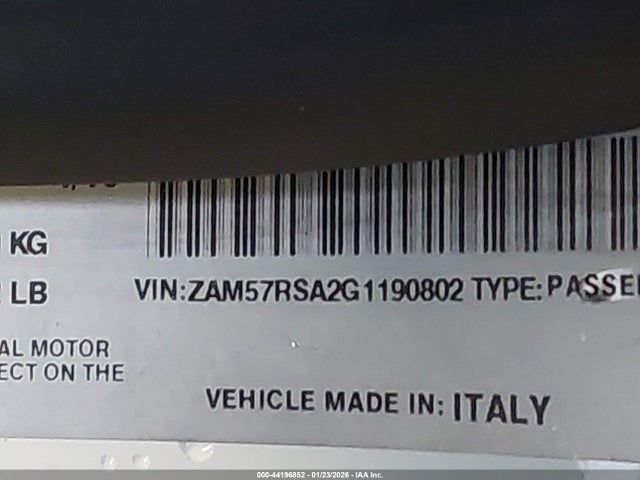 KG
LB
VIN:ZAM57RSA2G1190802 TYPE:PASSE
AL MOTOR
ECT ON THE
VEHICLE MADE IN: ITALY
000-44196852 - 01/23/2026 - IAA Inc.